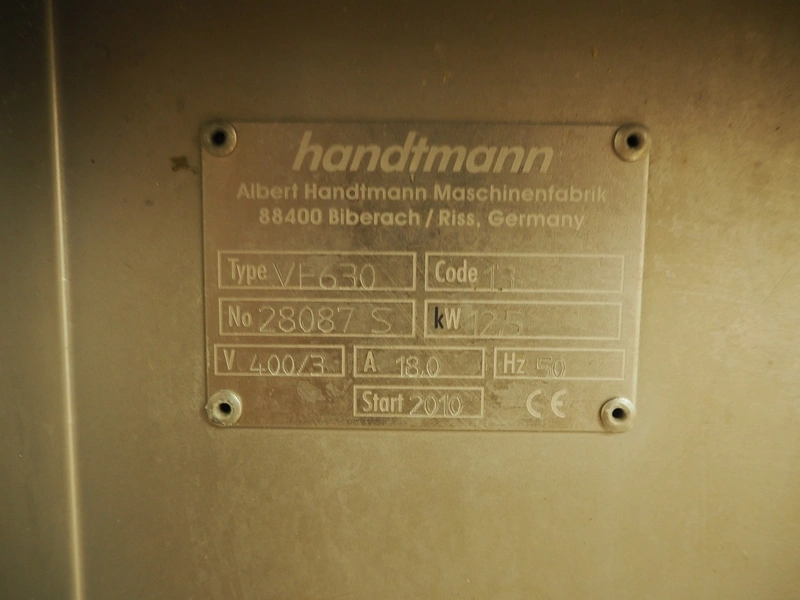 handtmann
Albert Handtmann Maschinenfabrik
88400 Biberach / Riss, Germany
Type VF630 Code 13
No 28087 S kW 12,5
V 400/3 A 18,0 Hz 50
Start 2010 CE